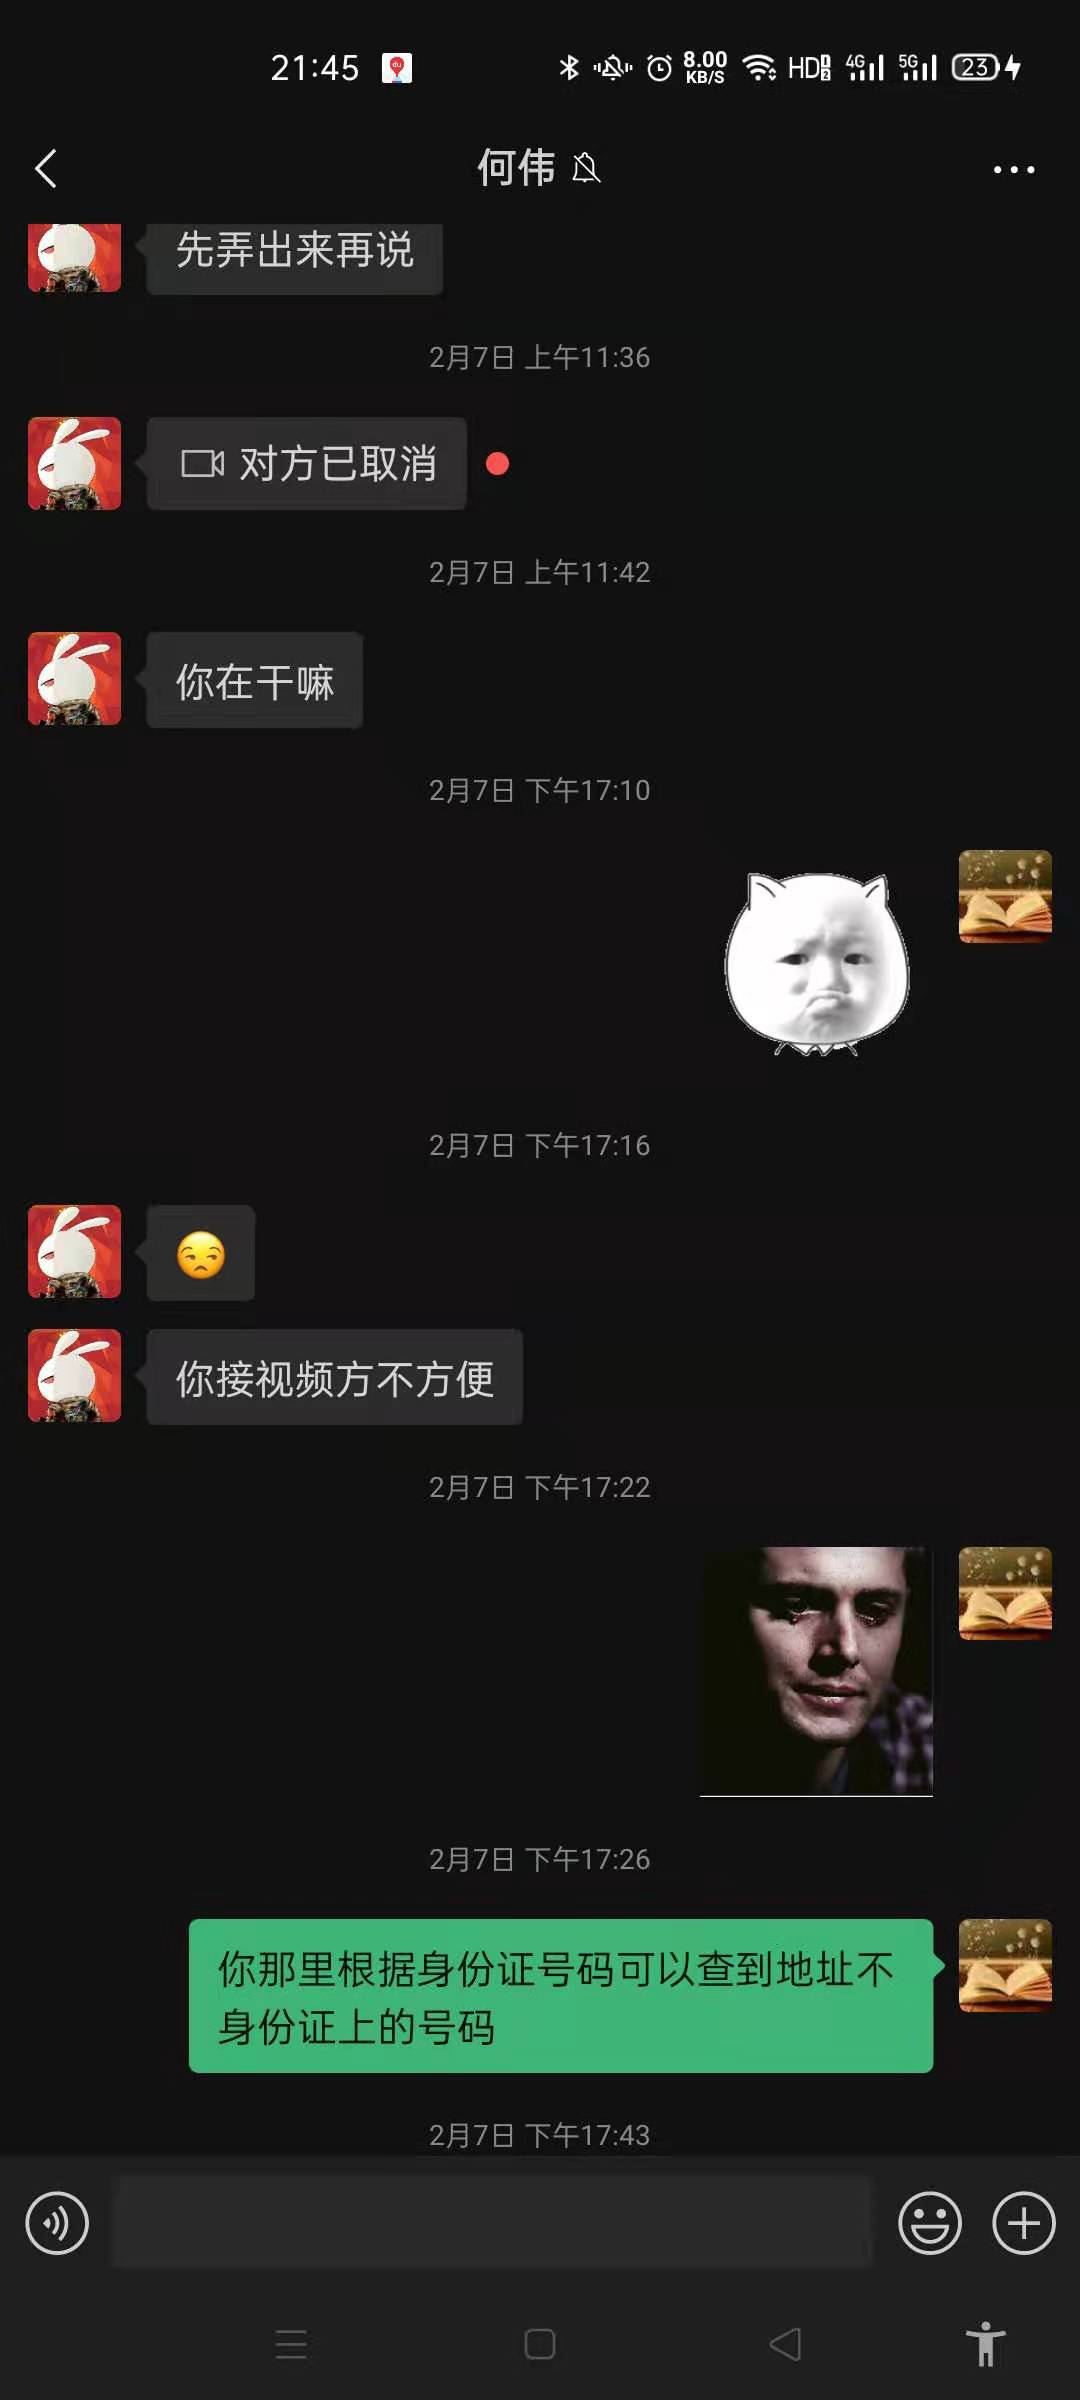 21:45
8.00
KB/S
HD
2
4G
5G
23
何伟
先弄出来再说
2月7日 上午11:36
对方已取消
2月7日 上午11:42
你在干嘛
2月7日 下午17:10
2月7日 下午17:16
你接视频方不方便
2月7日 下午17:22
2月7日 下午17:26
你那里根据身份证号码可以查到地址不
身份证上的号码
2月7日 下午17:43